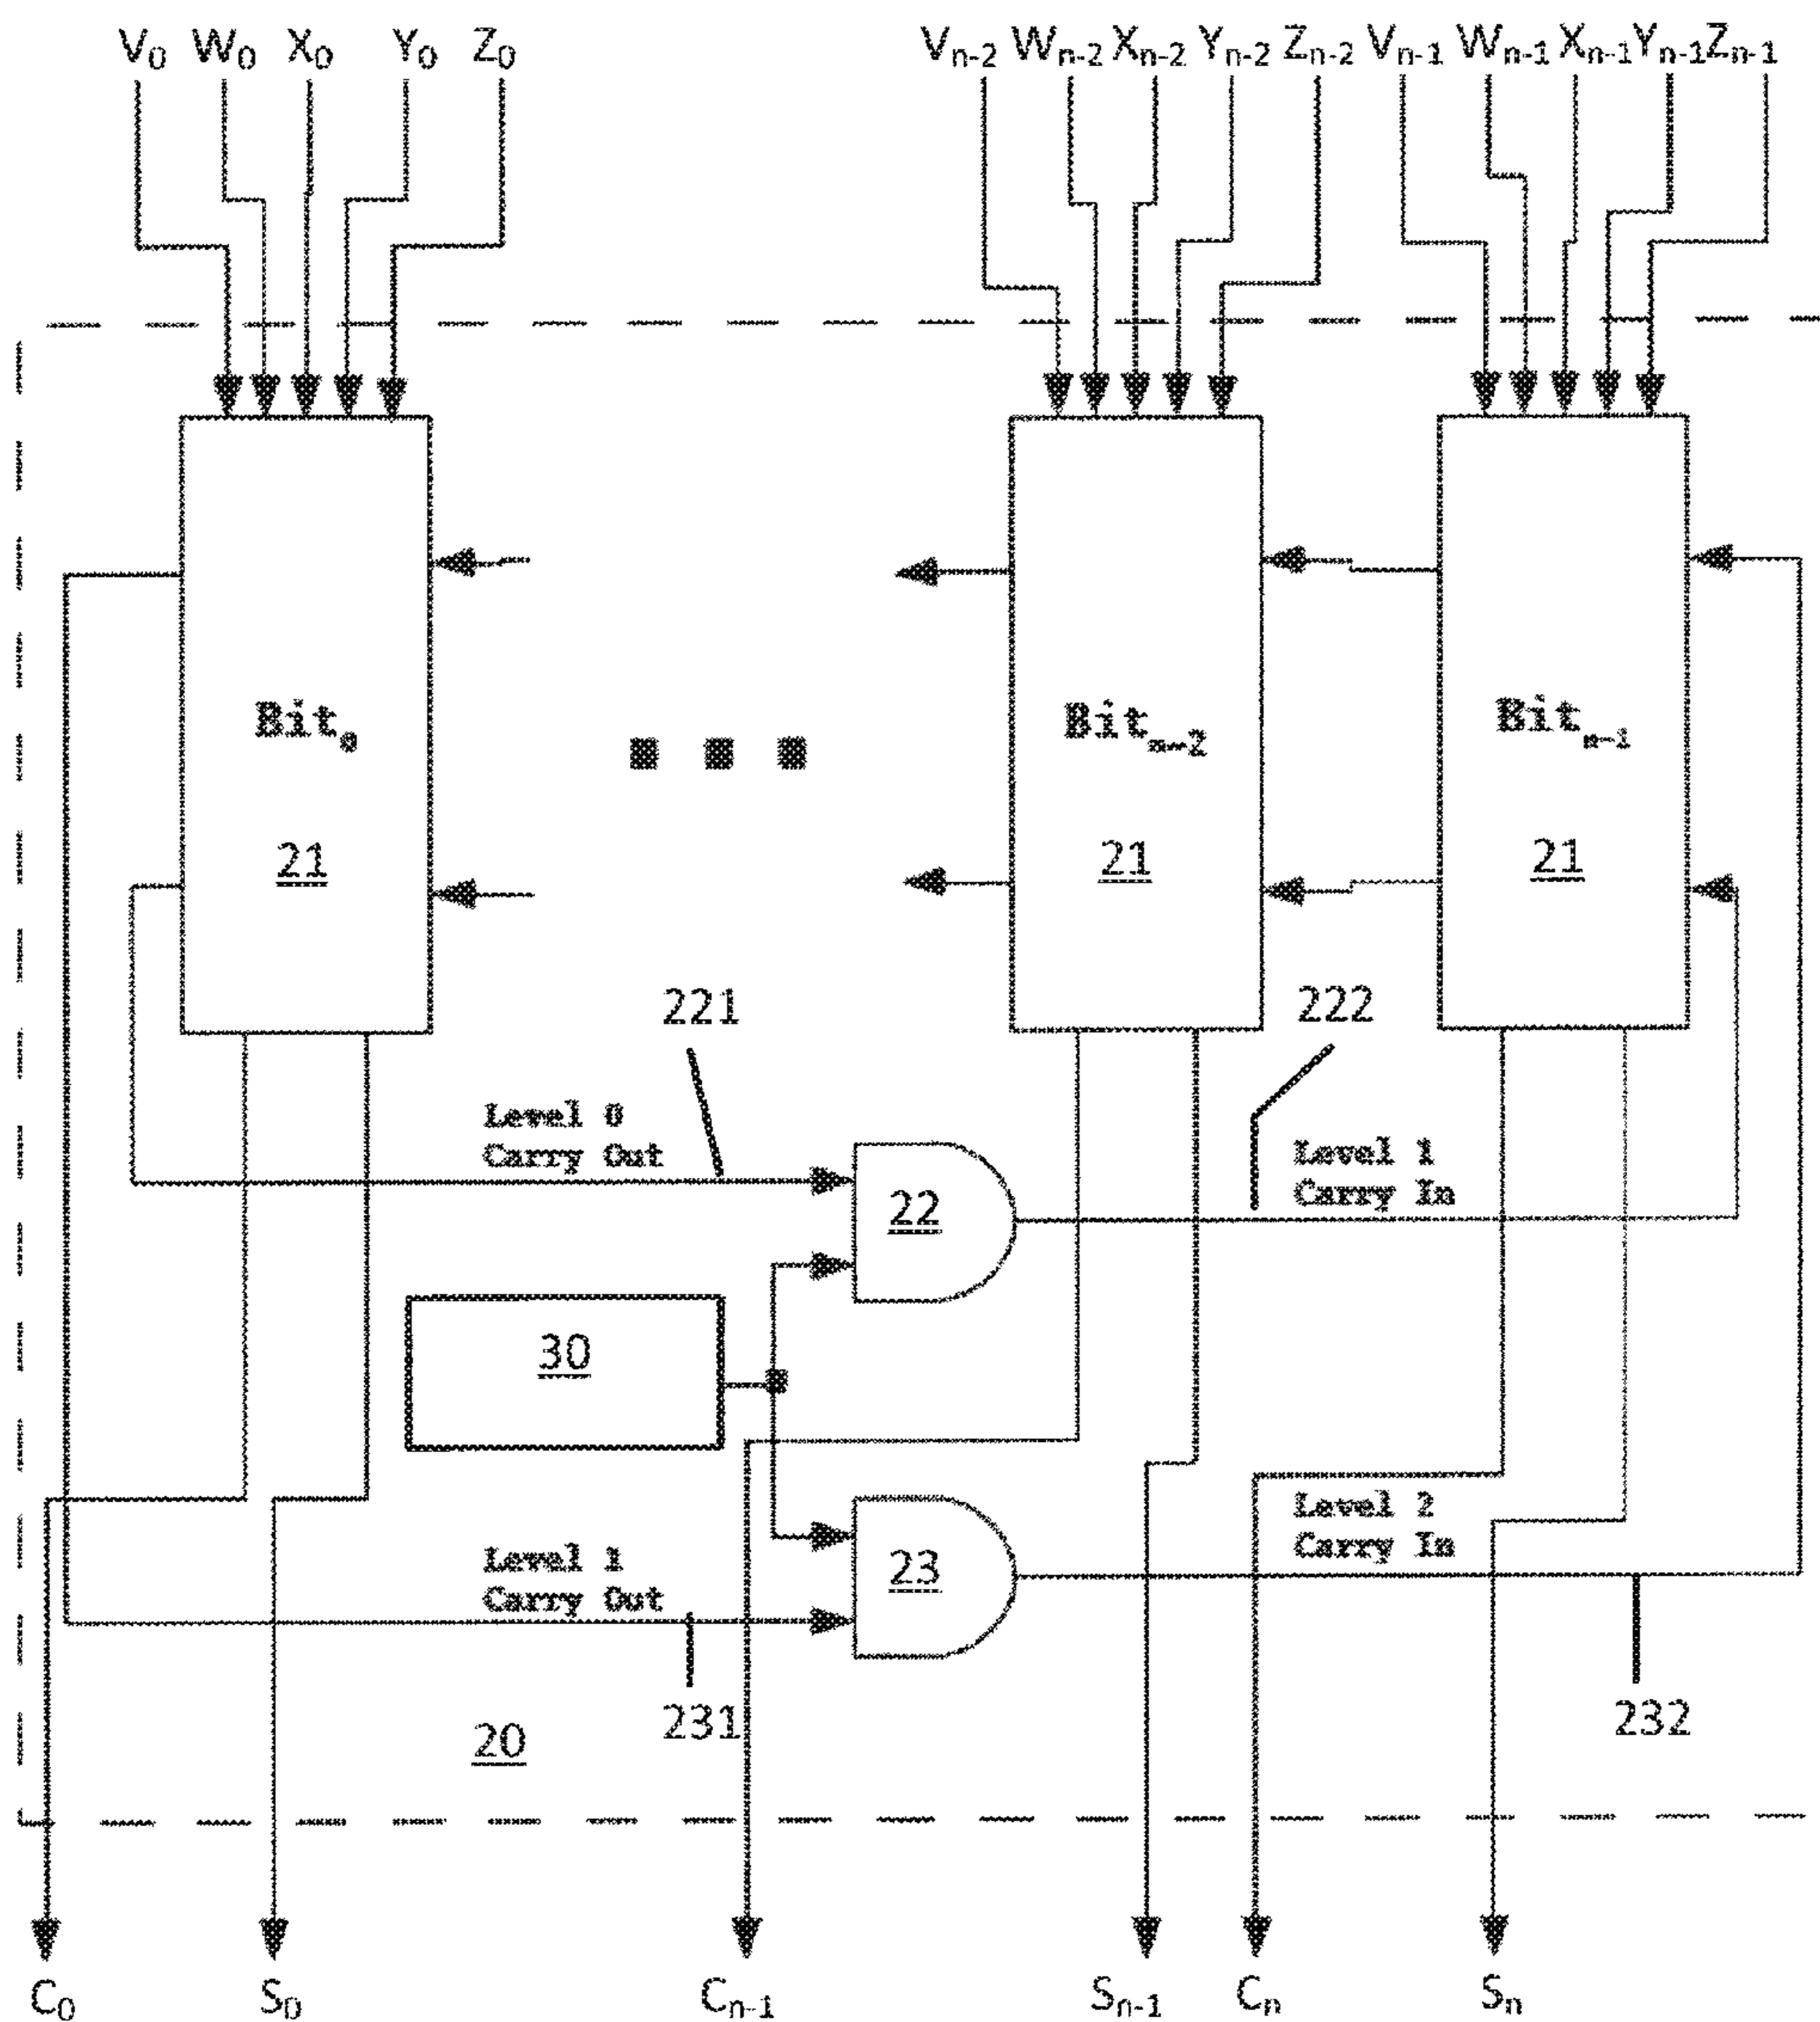 V₀ W₀ X₀ Y₀ Z₀ Vₙ₋₂ Wₙ₋₂ Xₙ₋₂ Yₙ₋₂ Zₙ₋₂ Vₙ₋₁ Wₙ₋₁ Xₙ₋₁ Yₙ₋₁ Zₙ₋₁
Bit₀ Bitₙ₋₂ Bitₙ₋₁
21 21 21
221 222
Level 0
Carry Out
Level 1
Carry In
22
30
Level 2
Carry In
Level 1
Carry Out
23
231 232
20
C₀ S₀ Cₙ₋₁ Sₙ₋₁ Cₙ Sₙ